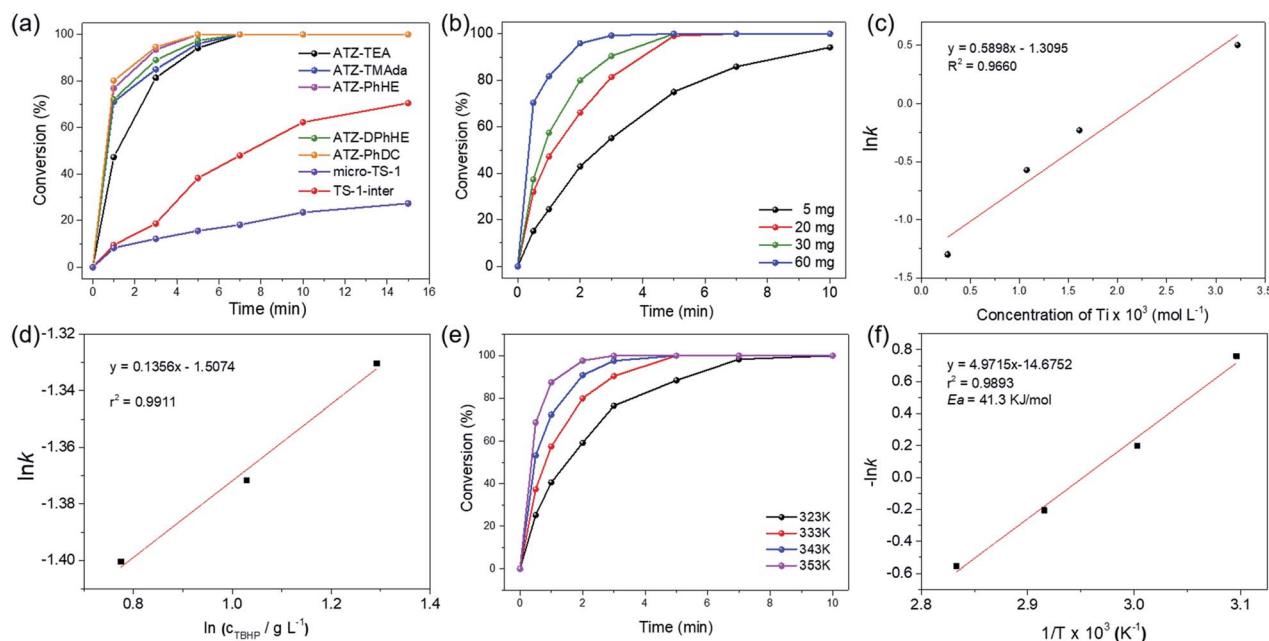 (a)
100
80
60
40
20
0
Conversion (%)
ATZ-TEA
ATZ-TMAda
ATZ-PhHE
ATZ-DPhHE
ATZ-PhDC
micro-TS-1
TS-1-inter
0 2 4 6 8 10 12 14 16
Time (min)
(b)
100
80
60
40
20
0
Conversion (%)
5 mg
20 mg
30 mg
60 mg
0 2 4 6 8 10
Time (min)
(c)
0.5
0.0
-0.5
-1.0
-1.5
lnk
y = 0.5898x - 1.3095
R² = 0.9660
0.0 0.5 1.0 1.5 2.0 2.5 3.0 3.5
Concentration of Ti x 10³ (mol L⁻¹)
(d)
-1.32
-1.34
-1.36
-1.38
-1.40
lnk
y = 0.1356x - 1.5074
r² = 0.9911
0.8 1.0 1.2 1.4
ln (cTBHP / g L⁻¹)
(e)
100
80
60
40
20
0
Conversion (%)
323K
333K
343K
353K
0 2 4 6 8 10
Time (min)
(f)
0.8
0.6
0.4
0.2
0.0
-0.2
-0.4
-0.6
-lnk
y = 4.9715x-14.6752
r² = 0.9893
Ea = 41.3 KJ/mol
2.8 2.9 3.0 3.1
1/T x 10³ (K⁻¹)